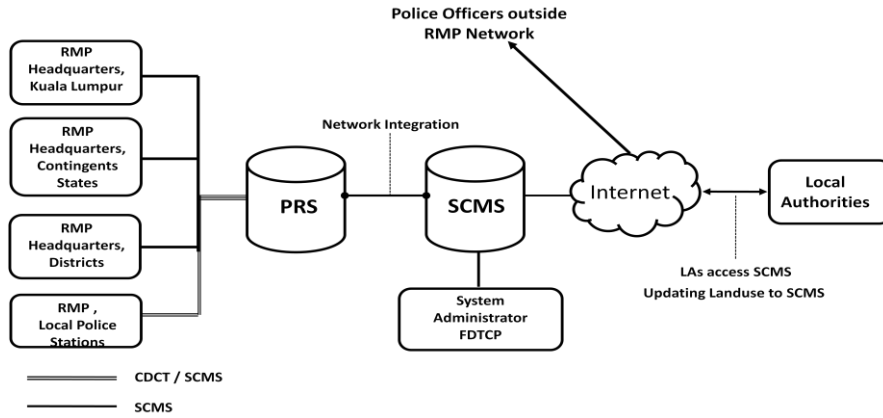 Police Officers outside
RMP Network
RMP
Headquarters,
Kuala Lumpur
RMP
Headquarters,
Contingents
States
RMP
Headquarters,
Districts
RMP ,
Local Police
Stations
Network Integration
PRS
SCMS
Internet
Local
Authorities
System
Administrator
FDTCP
LAs access SCMS
Updating Landuse to SCMS
CDCT / SCMS
SCMS